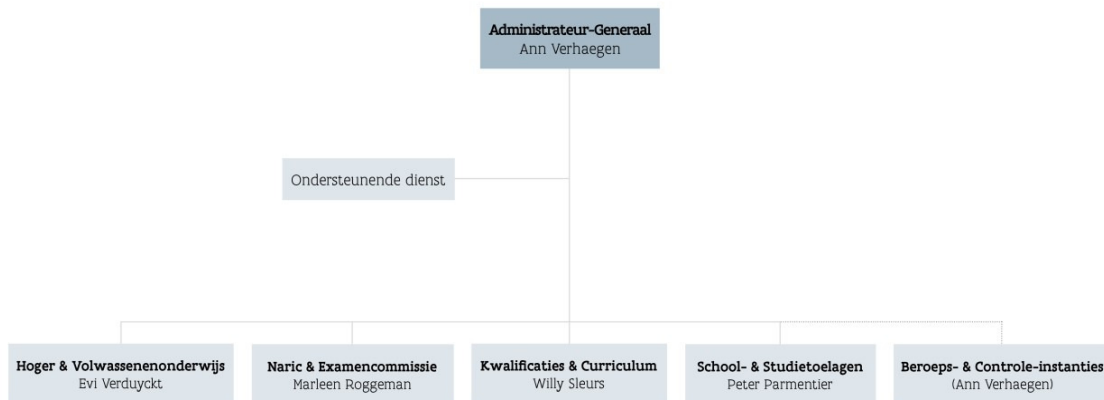 Administrateur-Generaal
Ann Verhaegen
Ondersteunende dienst
Hoger & Volwassenenonderwijs
Evi Verduyckt
Naric & Examencommissie
Marleen Roggeman
Kwalificaties & Curriculum
Willy Sleurs
School- & Studietoelagen
Peter Parmentier
Beroeps- & Controle-instanties
(Ann Verhaegen)